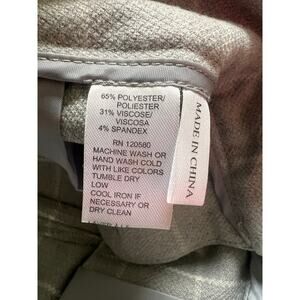 65% POLYESTER/
POLIESTER
31% VISCOSE/
VISCOSA
4% SPANDEX
RN 120560
MACHINE WASH OR
HAND WASH COLD
WITH LIKE COLORS
TUMBLE DRY
LOW
COOL IRON IF
NECESSARY OR
DRY CLEAN
MADE IN CHINA